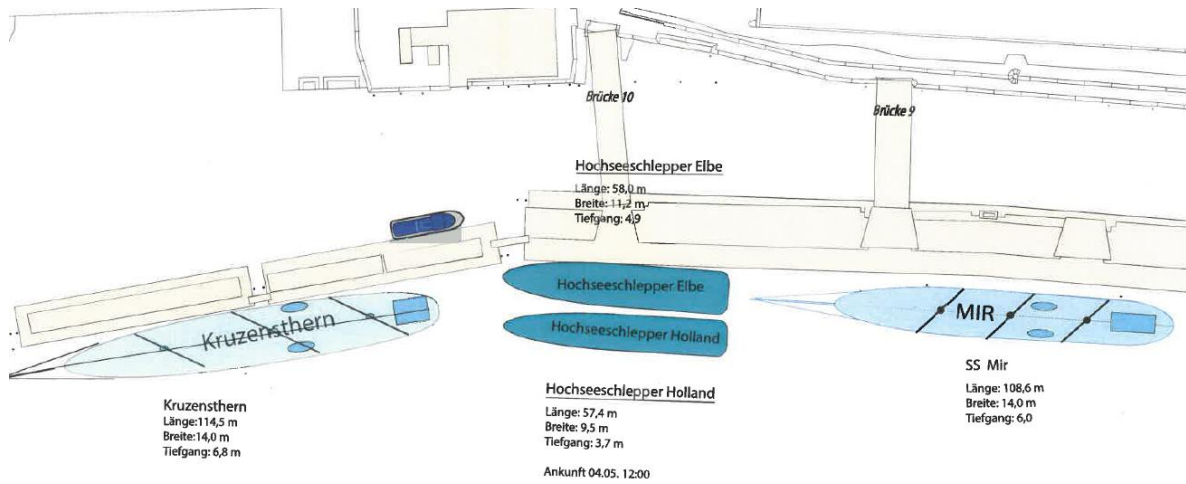 Brücke 10
Brücke 9
Hochseeschlepper Elbe
Länge: 58,0 m
Breite: 11,2 m
Tiefgang: 4,9
Hochseeschlepper Elbe
Hochseeschlepper Holland
Kruzensthern
MIR
Kruzensthern
Länge:114,5 m
Breite:14,0 m
Tiefgang: 6,8 m
Hochseeschlepper Holland
Länge: 57,4 m
Breite: 9,5 m
Tiefgang: 3,7 m
Ankunft 04.05. 12:00
SS Mir
Länge: 108,6 m
Breite: 14,0 m
Tiefgang: 6,0